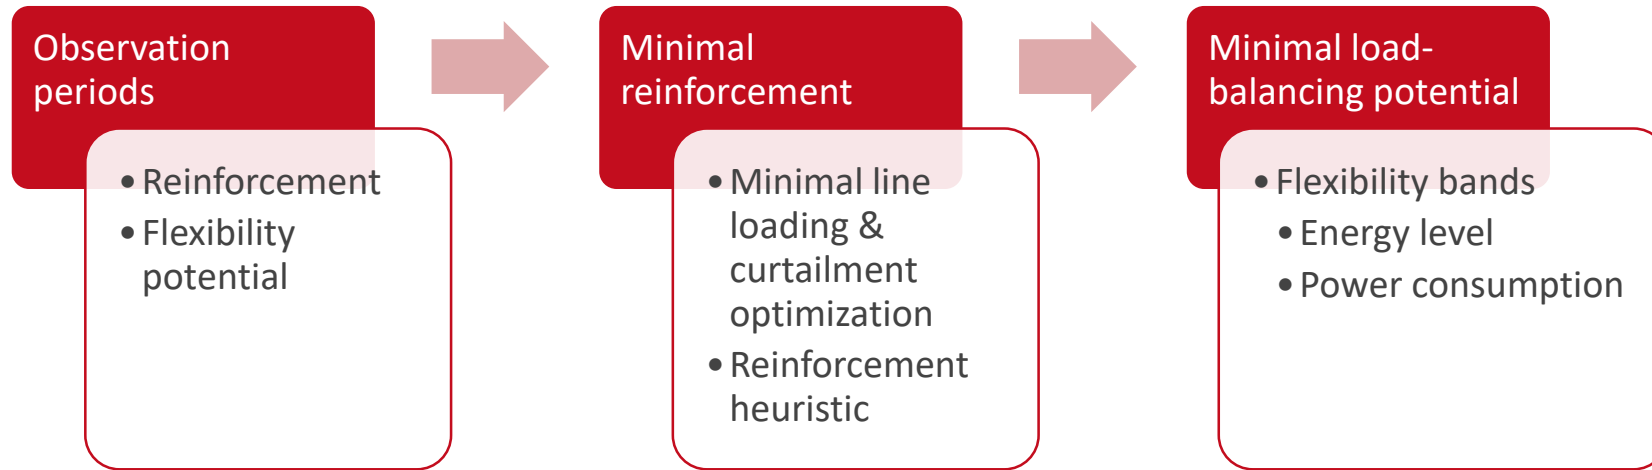 Observation
periods
• Reinforcement
• Flexibility
potential
Minimal
reinforcement
• Minimal line
loading &
curtailment
optimization
• Reinforcement
heuristic
Minimal load-
balancing potential
• Flexibility bands
• Energy level
• Power consumption